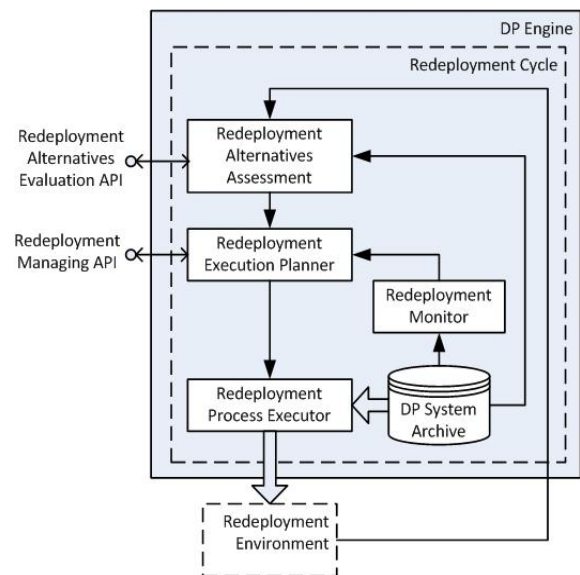 DP Engine
Redeployment Cycle
Redeployment
Alternatives
Evaluation API
Redeployment
Alternatives
Assessment
Redeployment
Managing API
Redeployment
Execution Planner
Redeployment
Monitor
Redeployment
Process Executor
DP System
Archive
Redeployment
Environment